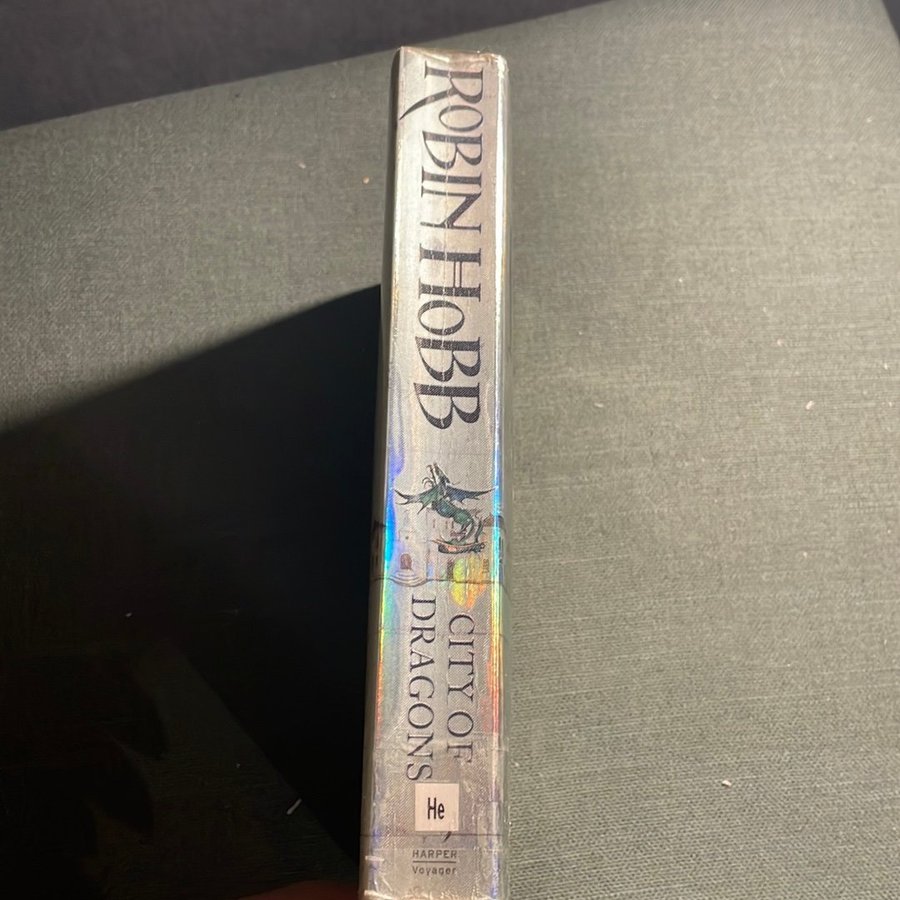 ROBIN HOBB
CITY OF
DRAGONS
He
HARPER
Voyager